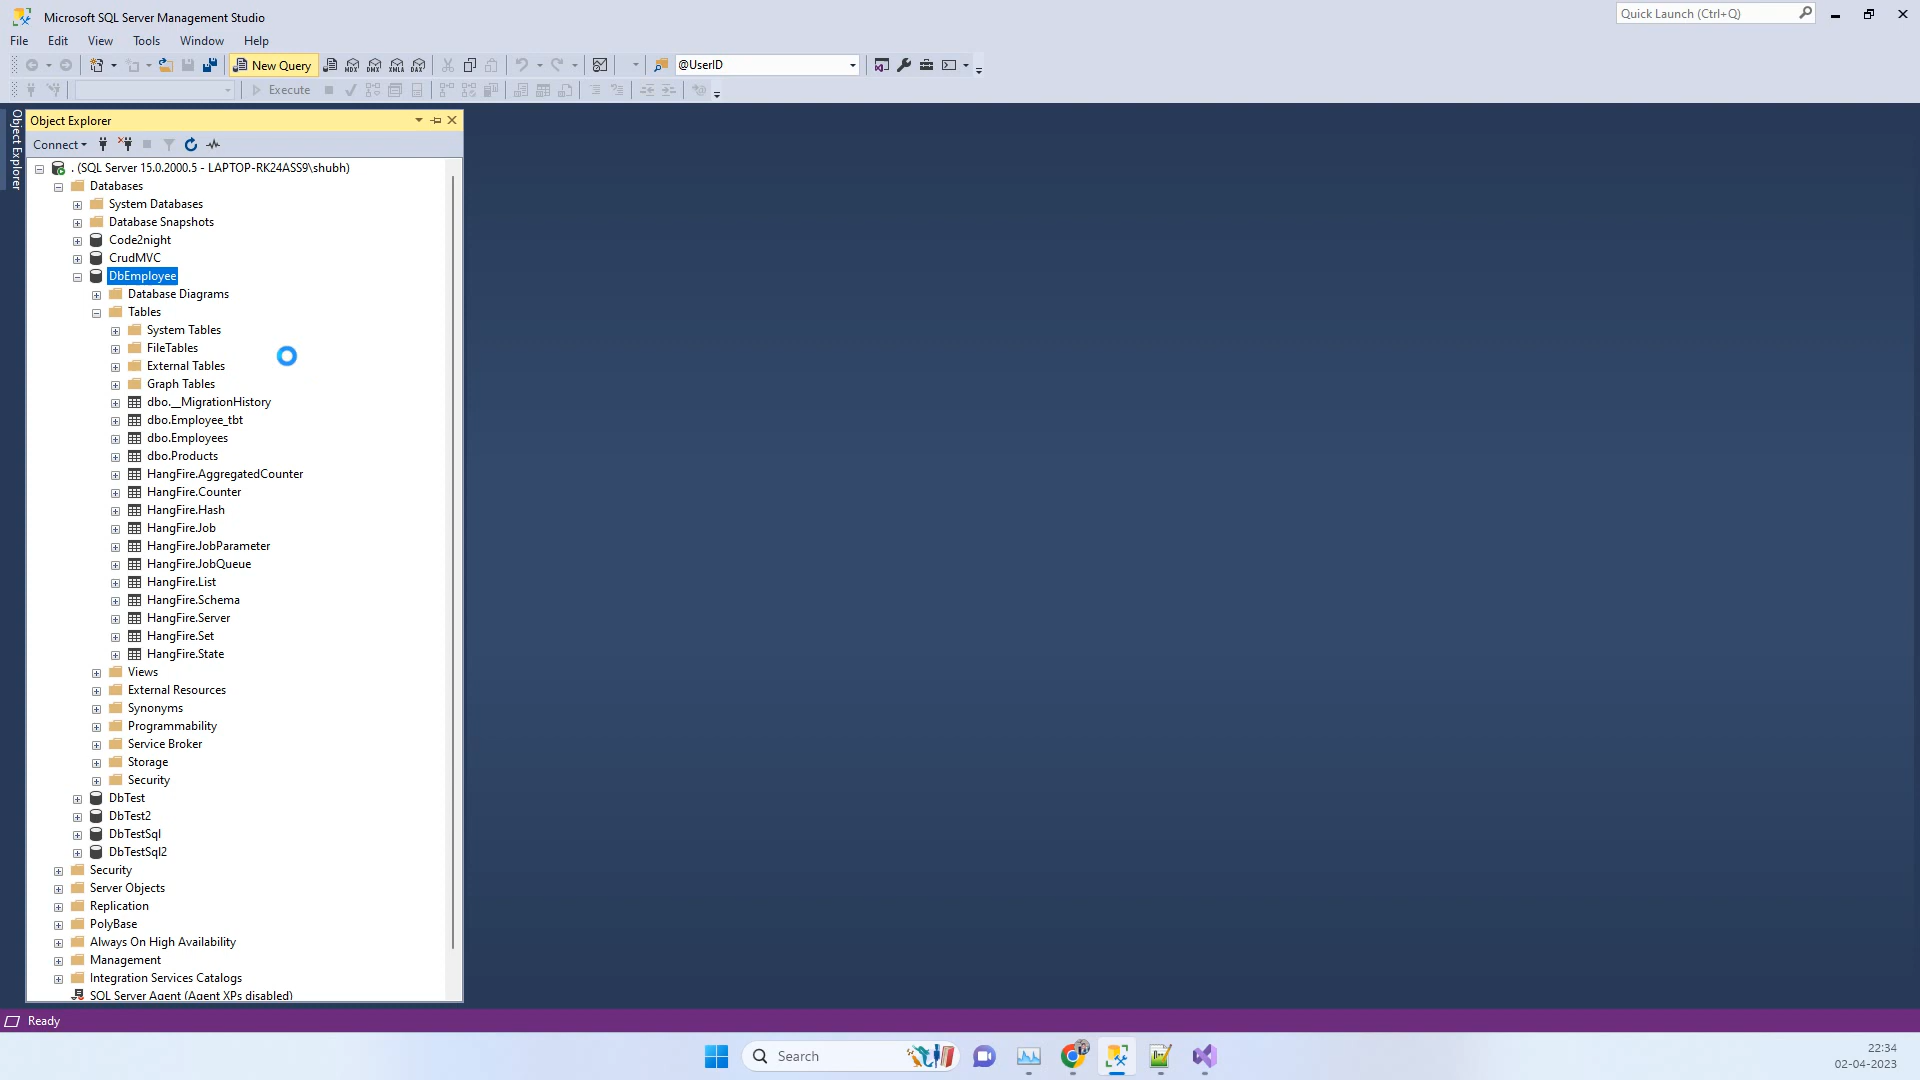 Microsoft SQL Server Management Studio
Quick Launch (Ctrl+Q)
File Edit View Tools Window Help
New Query
MDX DMX XMLA DAX
@UserID
Execute
Object Explorer
Object Explorer
Connect
. (SQL Server 15.0.2000.5 - LAPTOP-RK24ASS9\shubh)
Databases
System Databases
Database Snapshots
Code2night
CrudMVC
DbEmployee
Database Diagrams
Tables
System Tables
FileTables
External Tables
Graph Tables
dbo.__MigrationHistory
dbo.Employee_tbt
dbo.Employees
dbo.Products
HangFire.AggregatedCounter
HangFire.Counter
HangFire.Hash
HangFire.Job
HangFire.JobParameter
HangFire.JobQueue
HangFire.List
HangFire.Schema
HangFire.Server
HangFire.Set
HangFire.State
Views
External Resources
Synonyms
Programmability
Service Broker
Storage
Security
DbTest
DbTest2
DbTestSql
DbTestSql2
Security
Server Objects
Replication
PolyBase
Always On High Availability
Management
Integration Services Catalogs
SQL Server Agent (Agent XPs disabled)
Ready
Search
22:34
02-04-2023